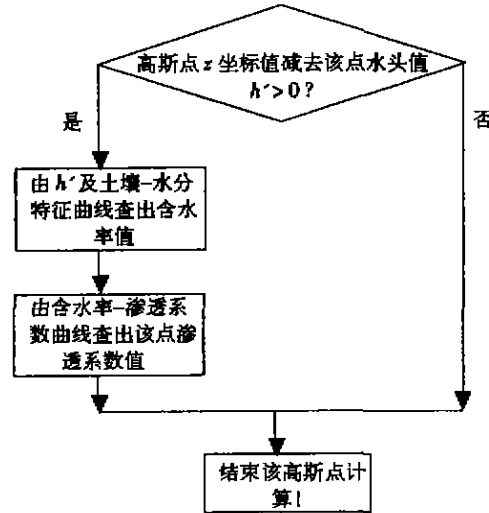 高斯点 z 坐标值减去该点水头值
h´>0？
是
否
由 h´ 及土壤–水分
特征曲线查出含水
率值
由含水率–渗透系
数曲线查出该点渗
透系数值
结束该高斯点计
算！